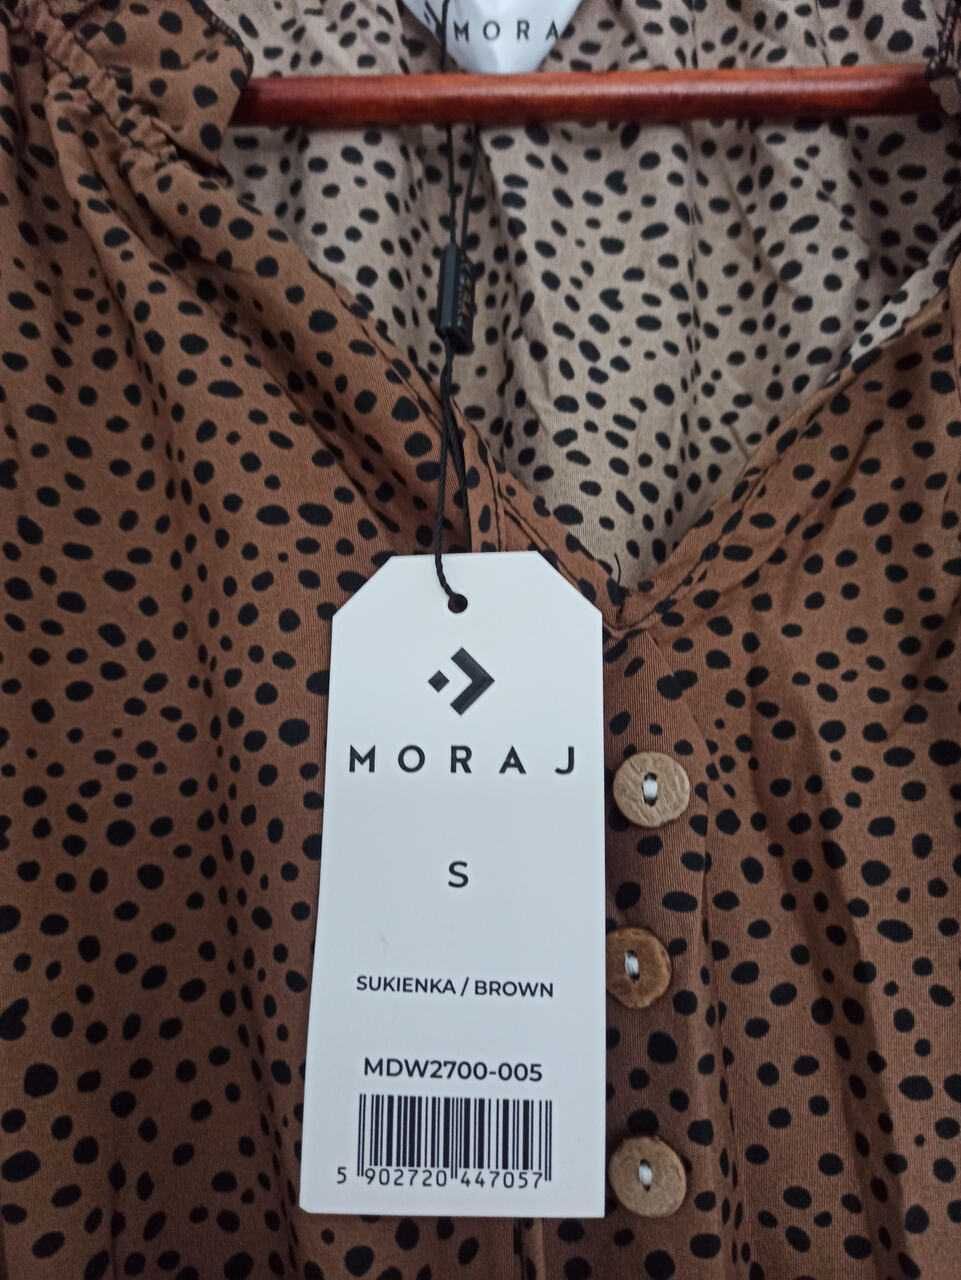 MORA
MORAJ
S
SUKIENKA / BROWN
MDW2700-005
5 902720 447057